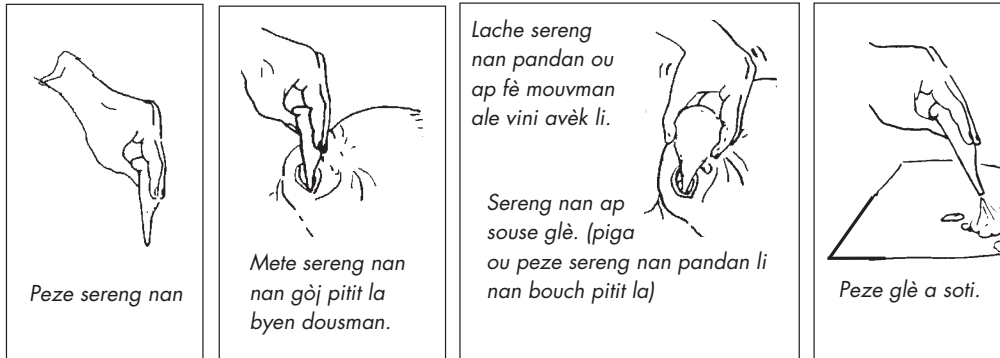 Peze sereng nan
Mete sereng nan
nan gòj pitit la
byen dousman.
Lache sereng
nan pandan ou
ap fè mouvman
ale vini avèk li.
Sereng nan ap
souse glè. (piga
ou peze sereng nan pandan li
nan bouch pitit la)
Peze glè a soti.